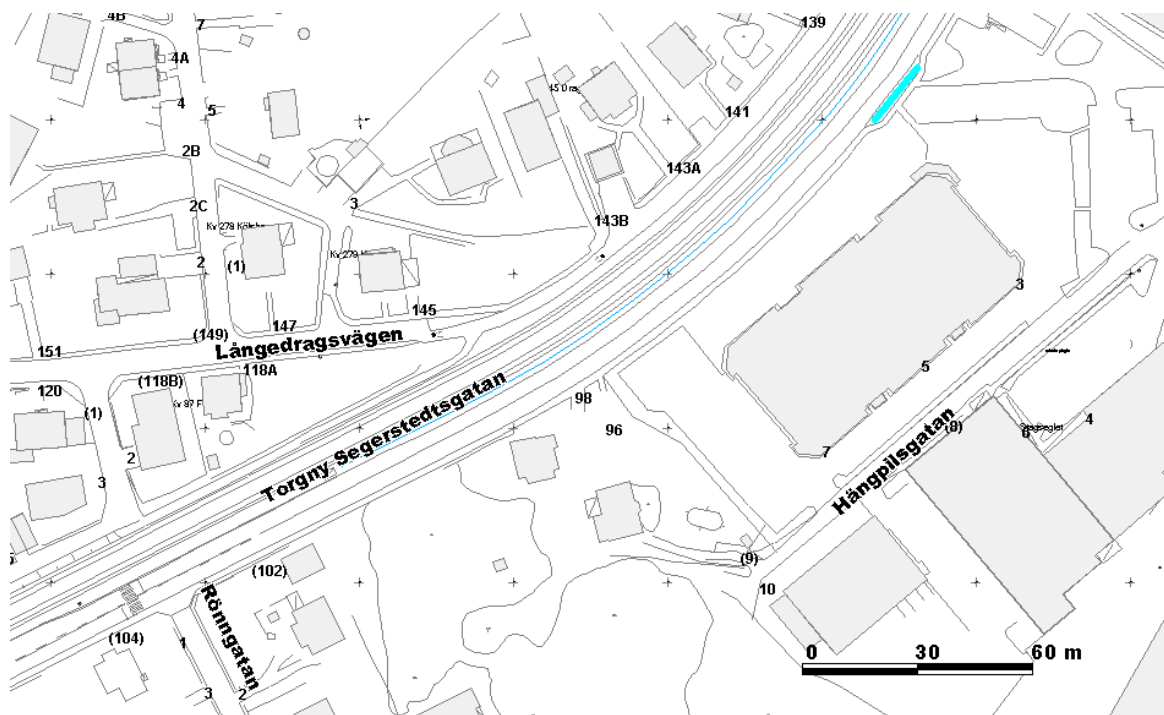 4B
7
139
4A
4
5
141
2B
143A
2C
3
143B
2
(1)
3
145
147
(149)
Långedragsvägen
151
5
118A
(118B)
120
98
(1)
96
4
(8)
6
7
Hängpilsgatan
2
Torgny Segerstedtsgatan
3
(9)
(102)
10
Rönngatan
(104)
1
0 30 60 m
3
2